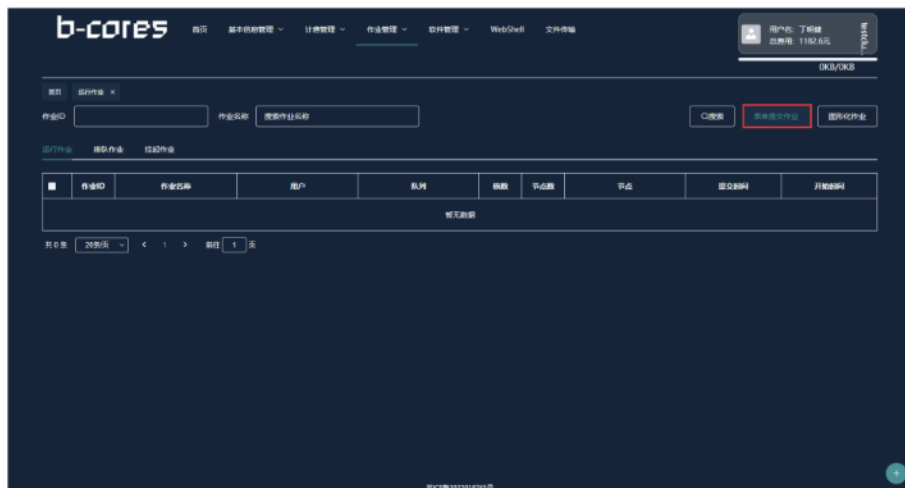 b-cores 首页 基本信息管理 计费管理 作业管理 软件管理 WebShell 文件传输
用户名: 丁明健
总费用: 1182.6元
testclu...
0KB/0KB
首页 运行作业 ×
作业ID 作业名称 搜索作业名称 搜索 表单提交作业 图形化作业
运行作业 排队作业 挂起作业
作业ID 作业名称 用户 队列 核数 节点数 节点 提交时间 开始时间
暂无数据
共 0 条 20条/页 < 1 > 前往 1 页